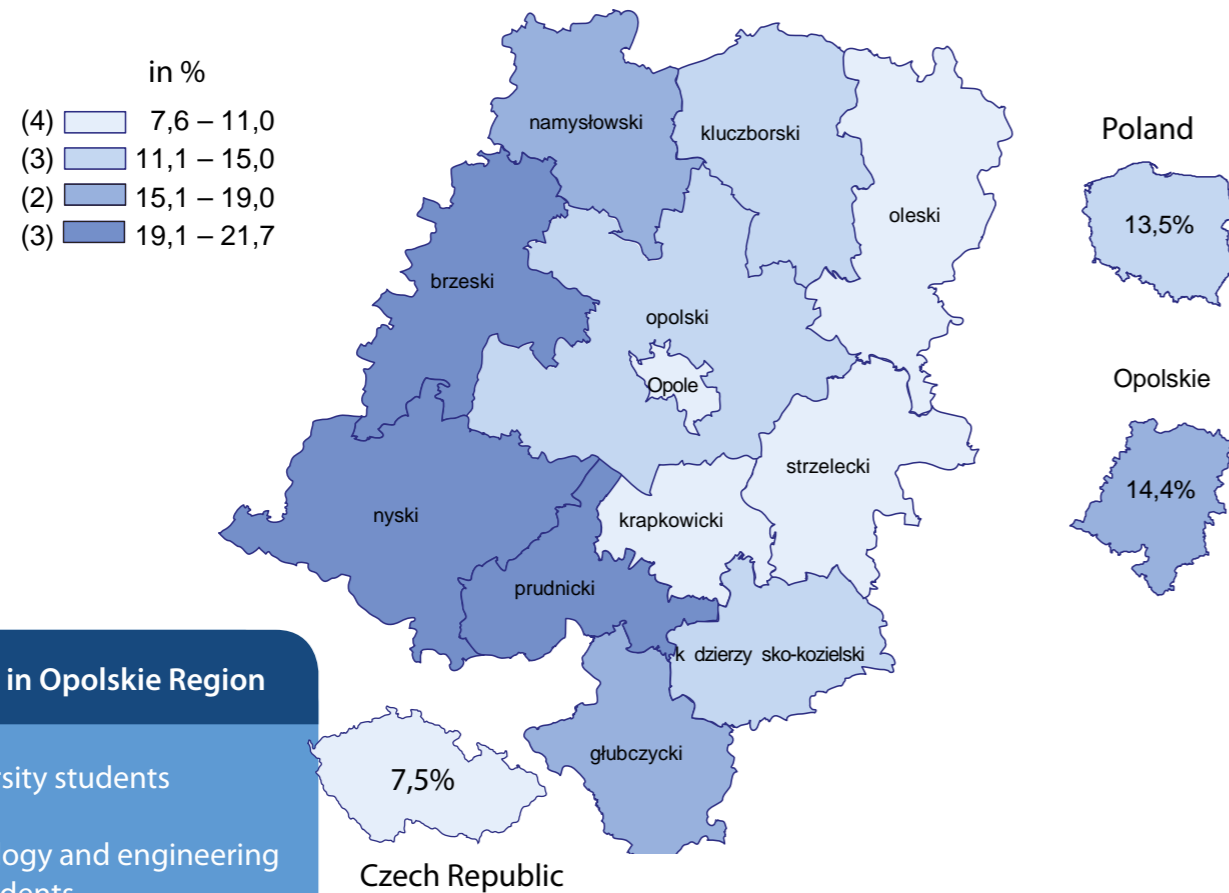 in %
(4) 7,6 – 11,0
(3) 11,1 – 15,0
(2) 15,1 – 19,0
(3) 19,1 – 21,7
namysłowski
kluczborski
oleski
brzeski
opolski
Opole
strzelecki
nyski
krapkowicki
prudnicki
k dzierzy sko-kozielski
głubczycki
Poland
13,5%
Opolskie
14,4%
7,5%
Czech Republic
in Opolskie Region
rsity students
logy and engineering